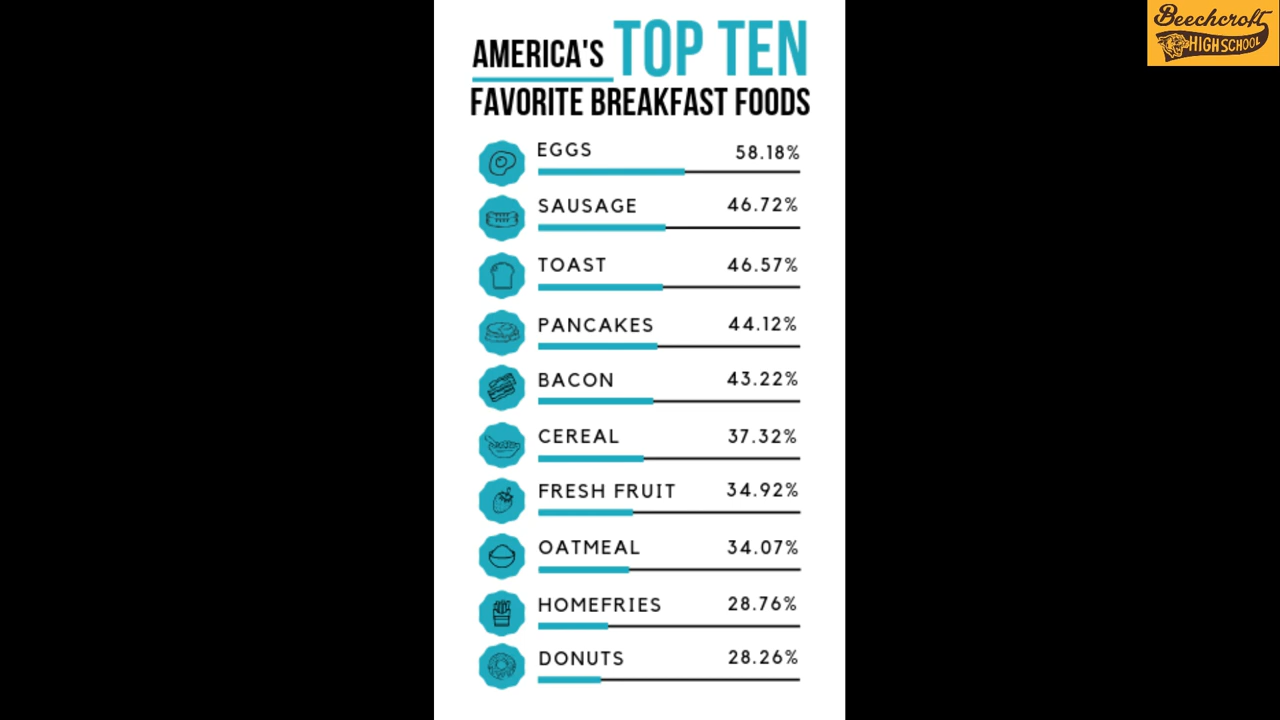 AMERICA'S TOP TEN
FAVORITE BREAKFAST FOODS
EGGS 58.18%
SAUSAGE 46.72%
TOAST 46.57%
PANCAKES 44.12%
BACON 43.22%
CEREAL 37.32%
FRESH FRUIT 34.92%
OATMEAL 34.07%
HOMEFRIES 28.76%
DONUTS 28.26%
Beechcroft
HIGH SCHOOL